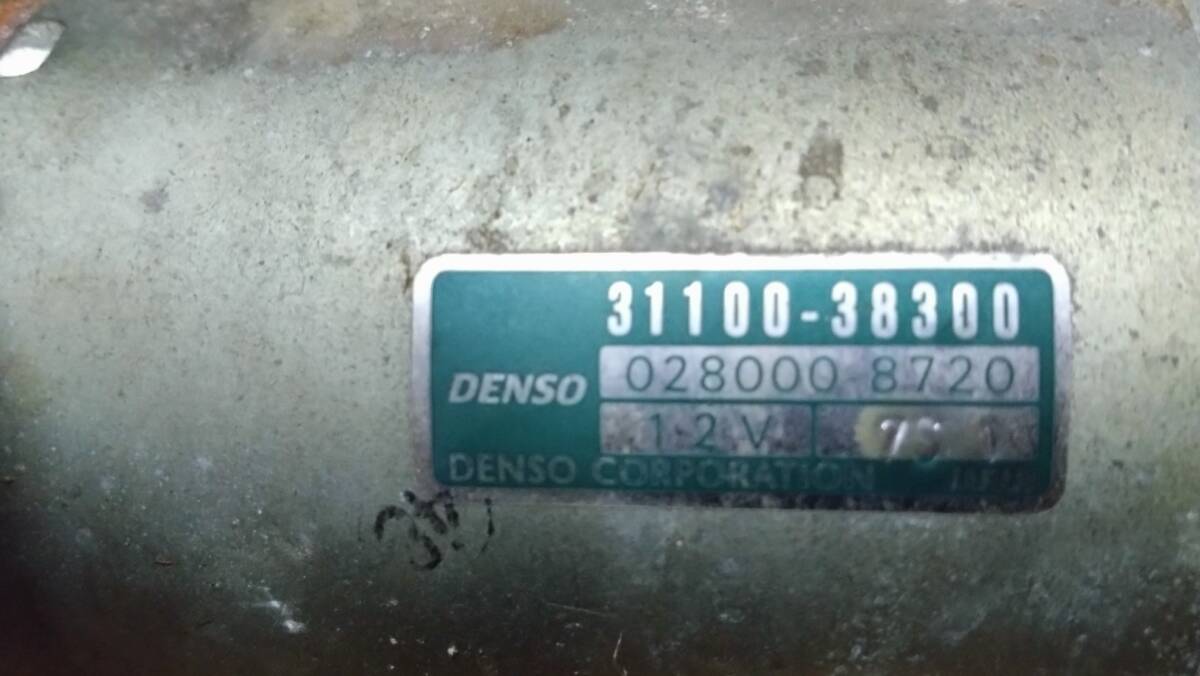 31100-38300
028000 8720
DENSO
12V
DENSO CORPORATION